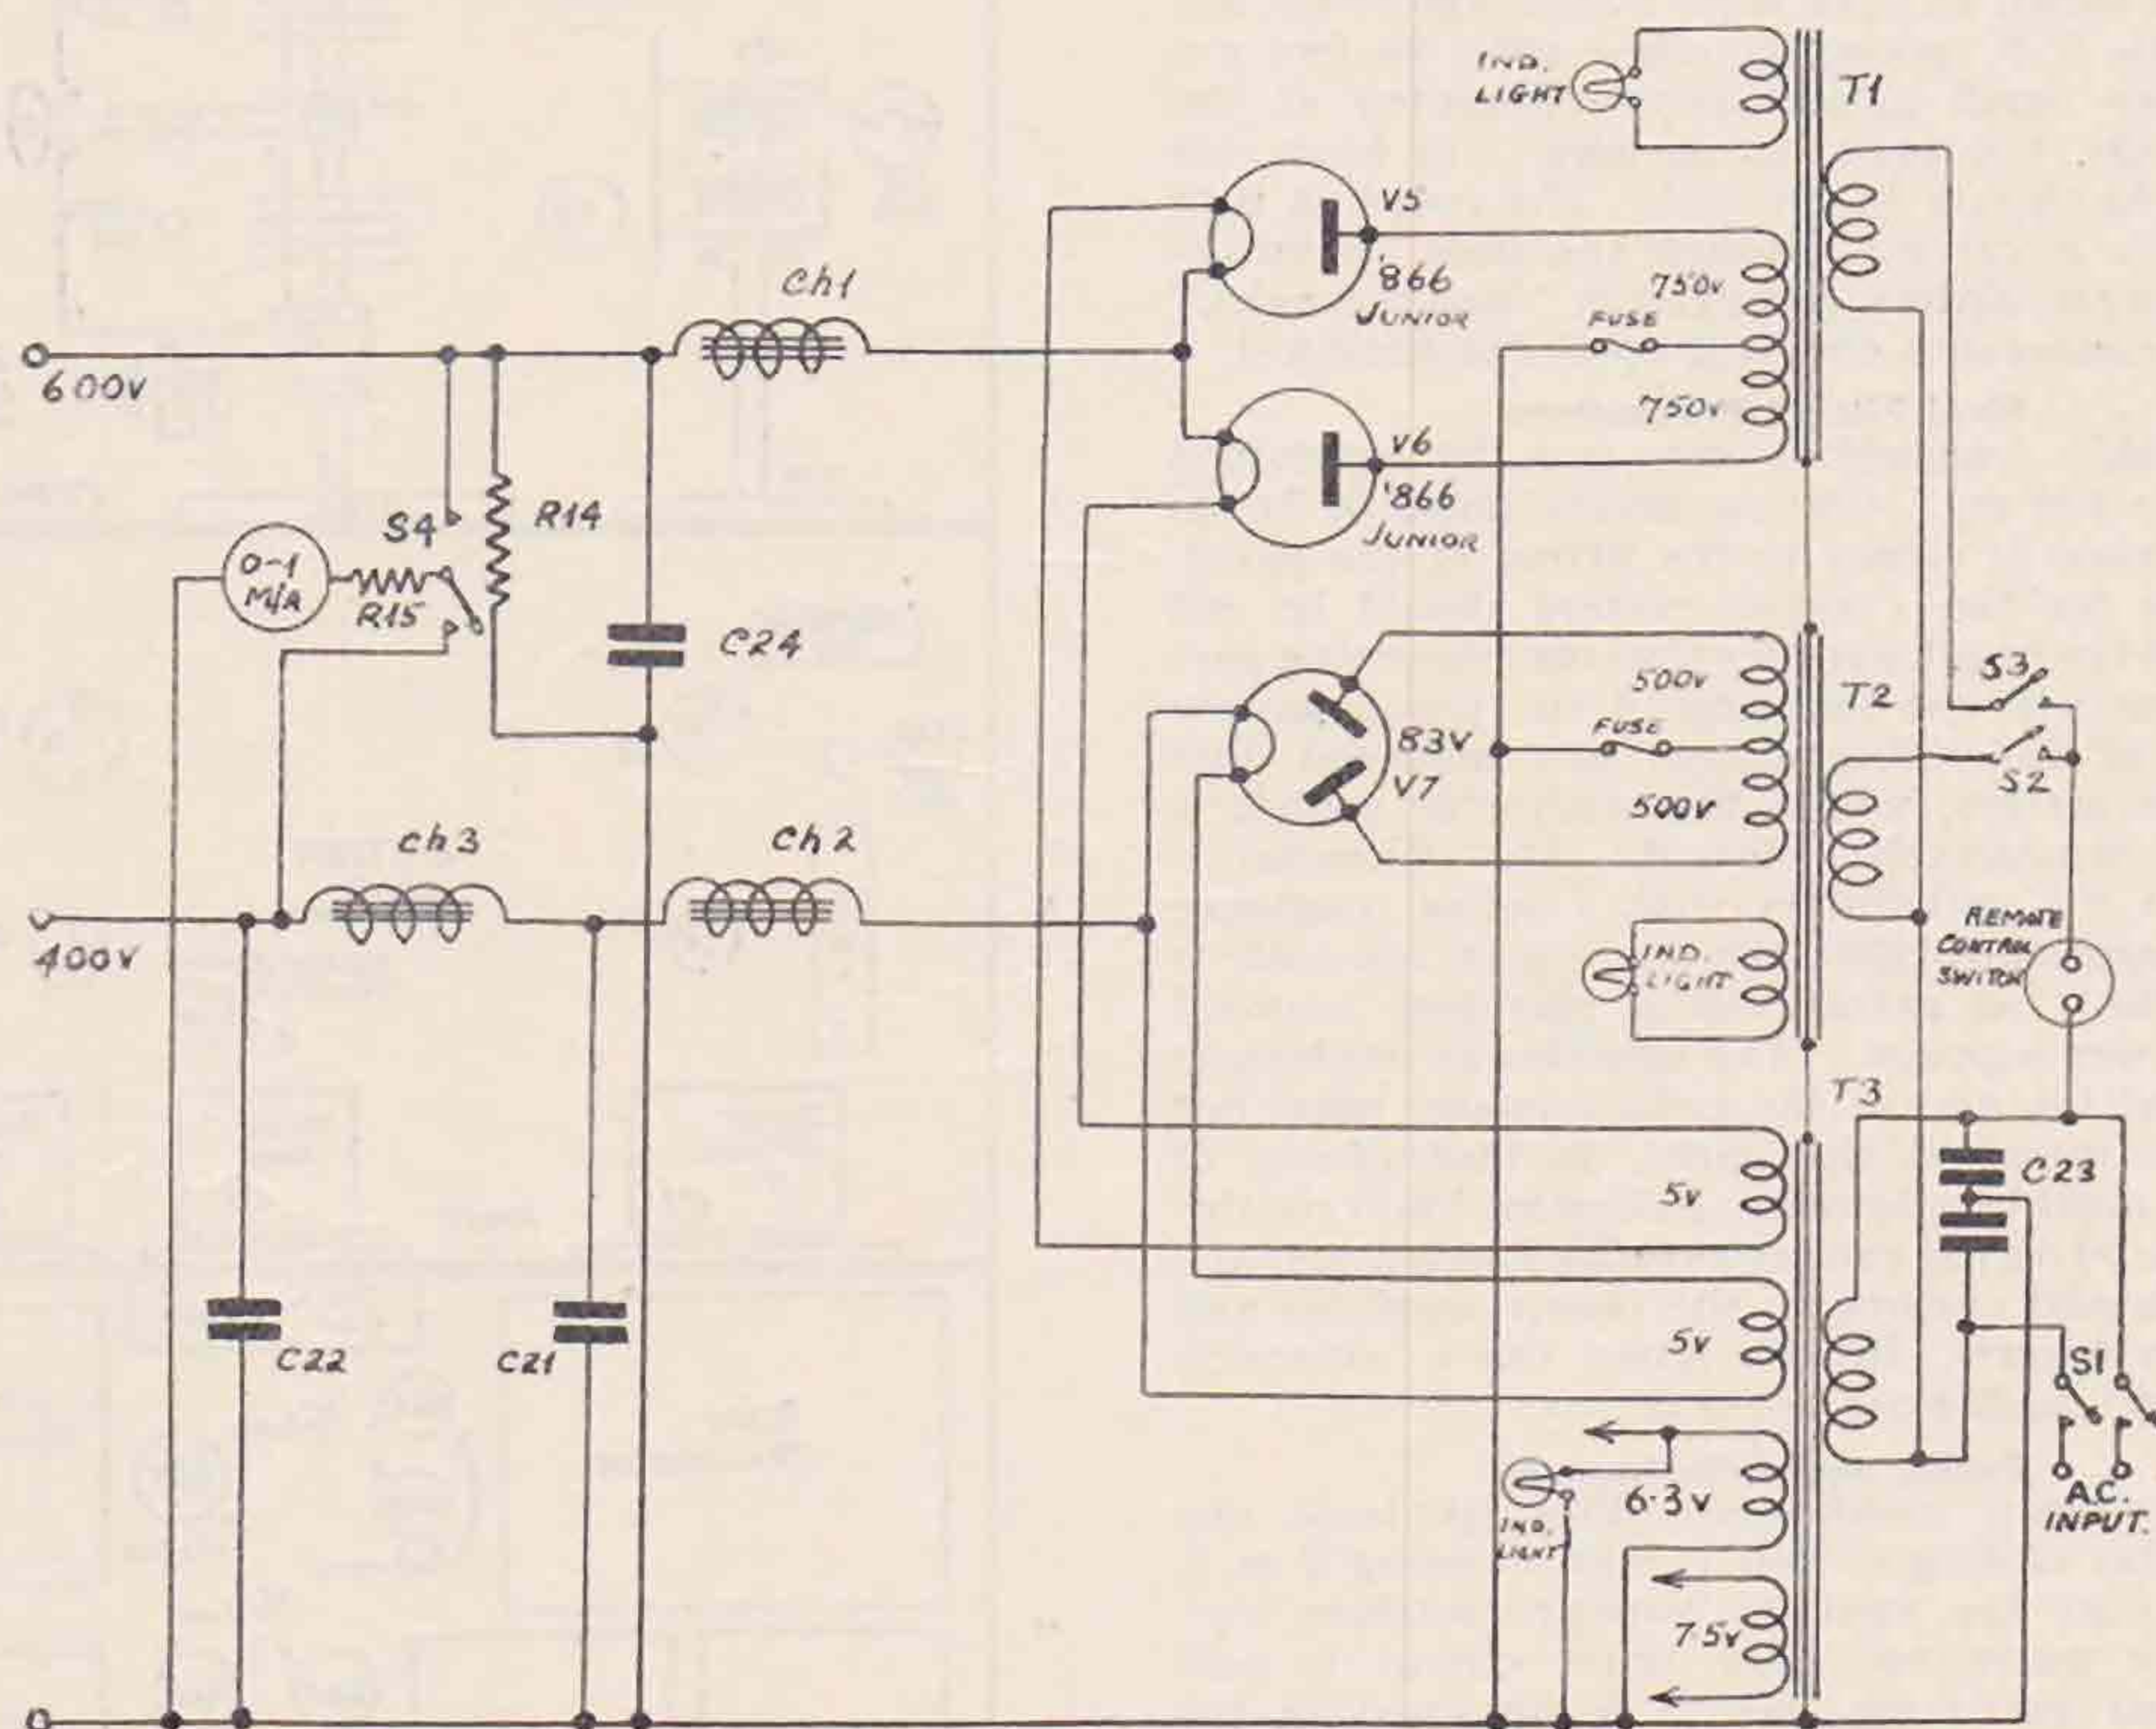 IND.
LIGHT
T1
V5
'866
JUNIOR
750v
FUSE
750v
Ch1
600V
V6
'866
JUNIOR
S4
R14
0-1
M/A
R15
C24
500v
T2
S3
FUSE
83V
V7
S2
500V
ch3
Ch2
400V
REMOTE
CONTROL
SWITCH
IND.
LIGHT
T3
C23
5v
5v
C22
C21
S1
6.3v
IND.
LIGHT
A.C.
INPUT.
7.5v